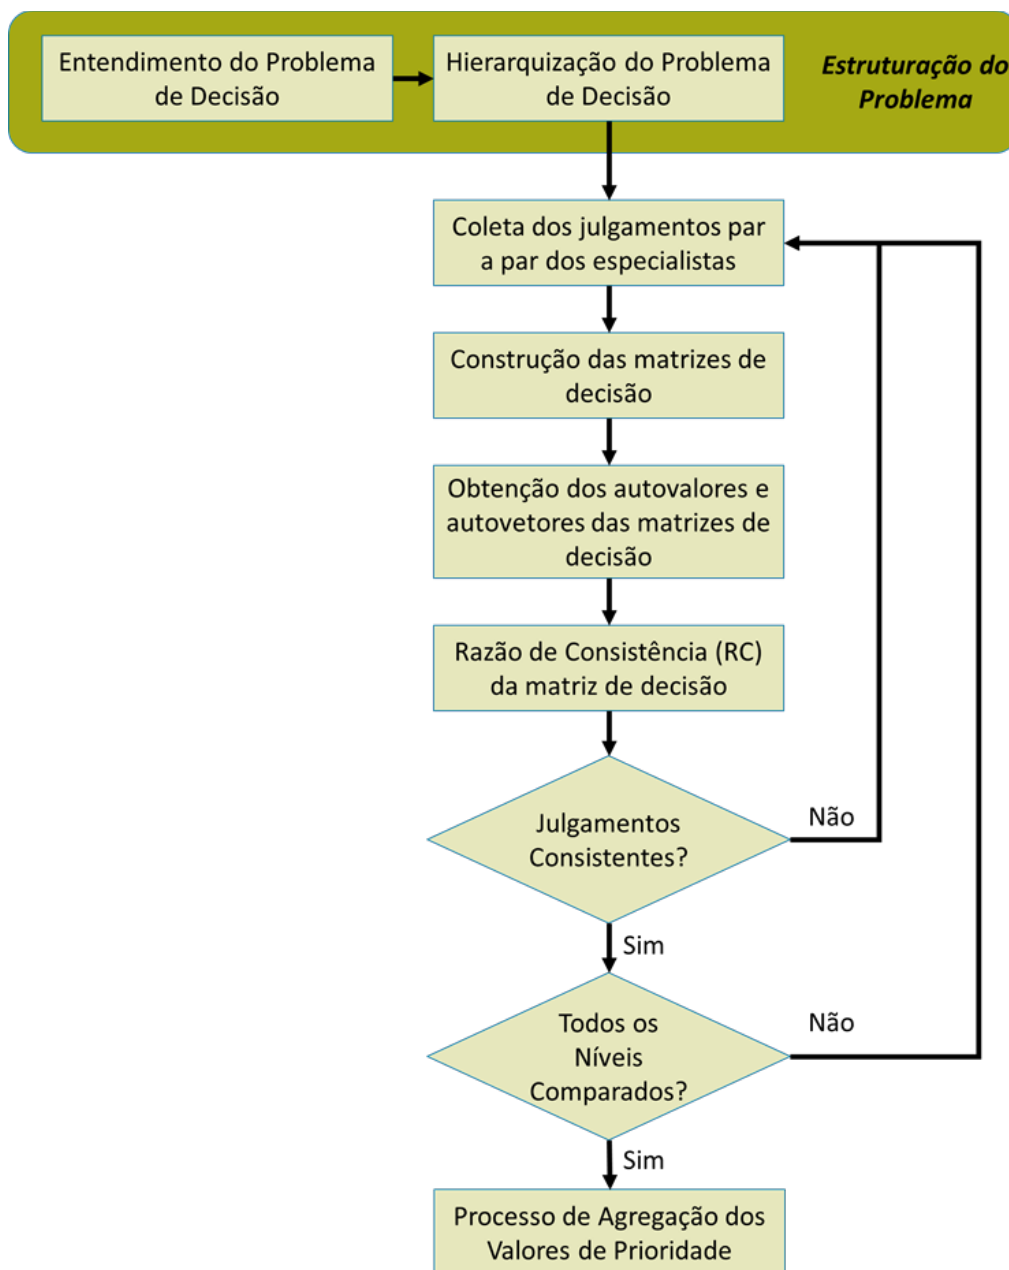 Entendimento do Problema
de Decisão
Hierarquização do Problema
de Decisão
Estruturação do
Problema
Coleta dos julgamentos par
a par dos especialistas
Construção das matrizes de
decisão
Obtenção dos autovalores e
autovetores das matrizes de
decisão
Razão de Consistência (RC)
da matriz de decisão
Julgamentos
Consistentes?
Não
Sim
Todos os
Níveis
Comparados?
Não
Sim
Processo de Agregação dos
Valores de Prioridade